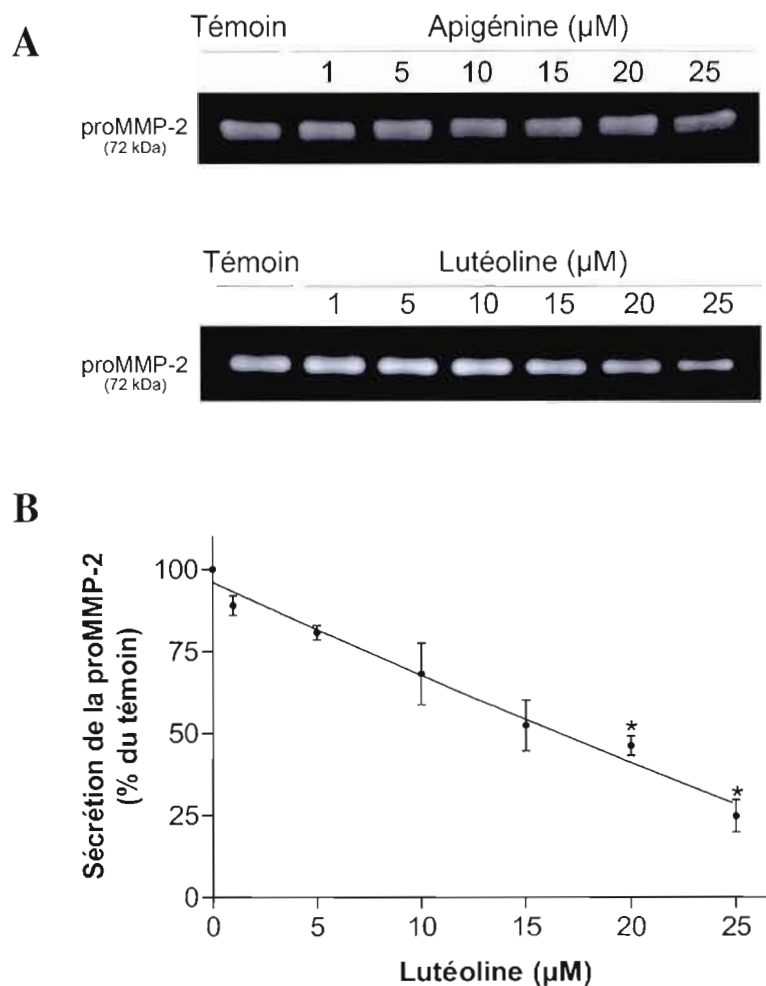 A
Témoin Apigénine (µM)
1 5 10 15 20 25
proMMP-2
(72 kDa)
Témoin Lutéoline (µM)
1 5 10 15 20 25
proMMP-2
(72 kDa)
B
Sécrétion de la proMMP-2
(% du témoin)
100
75
50
25
0
* *
0 5 10 15 20 25
Lutéoline (µM)